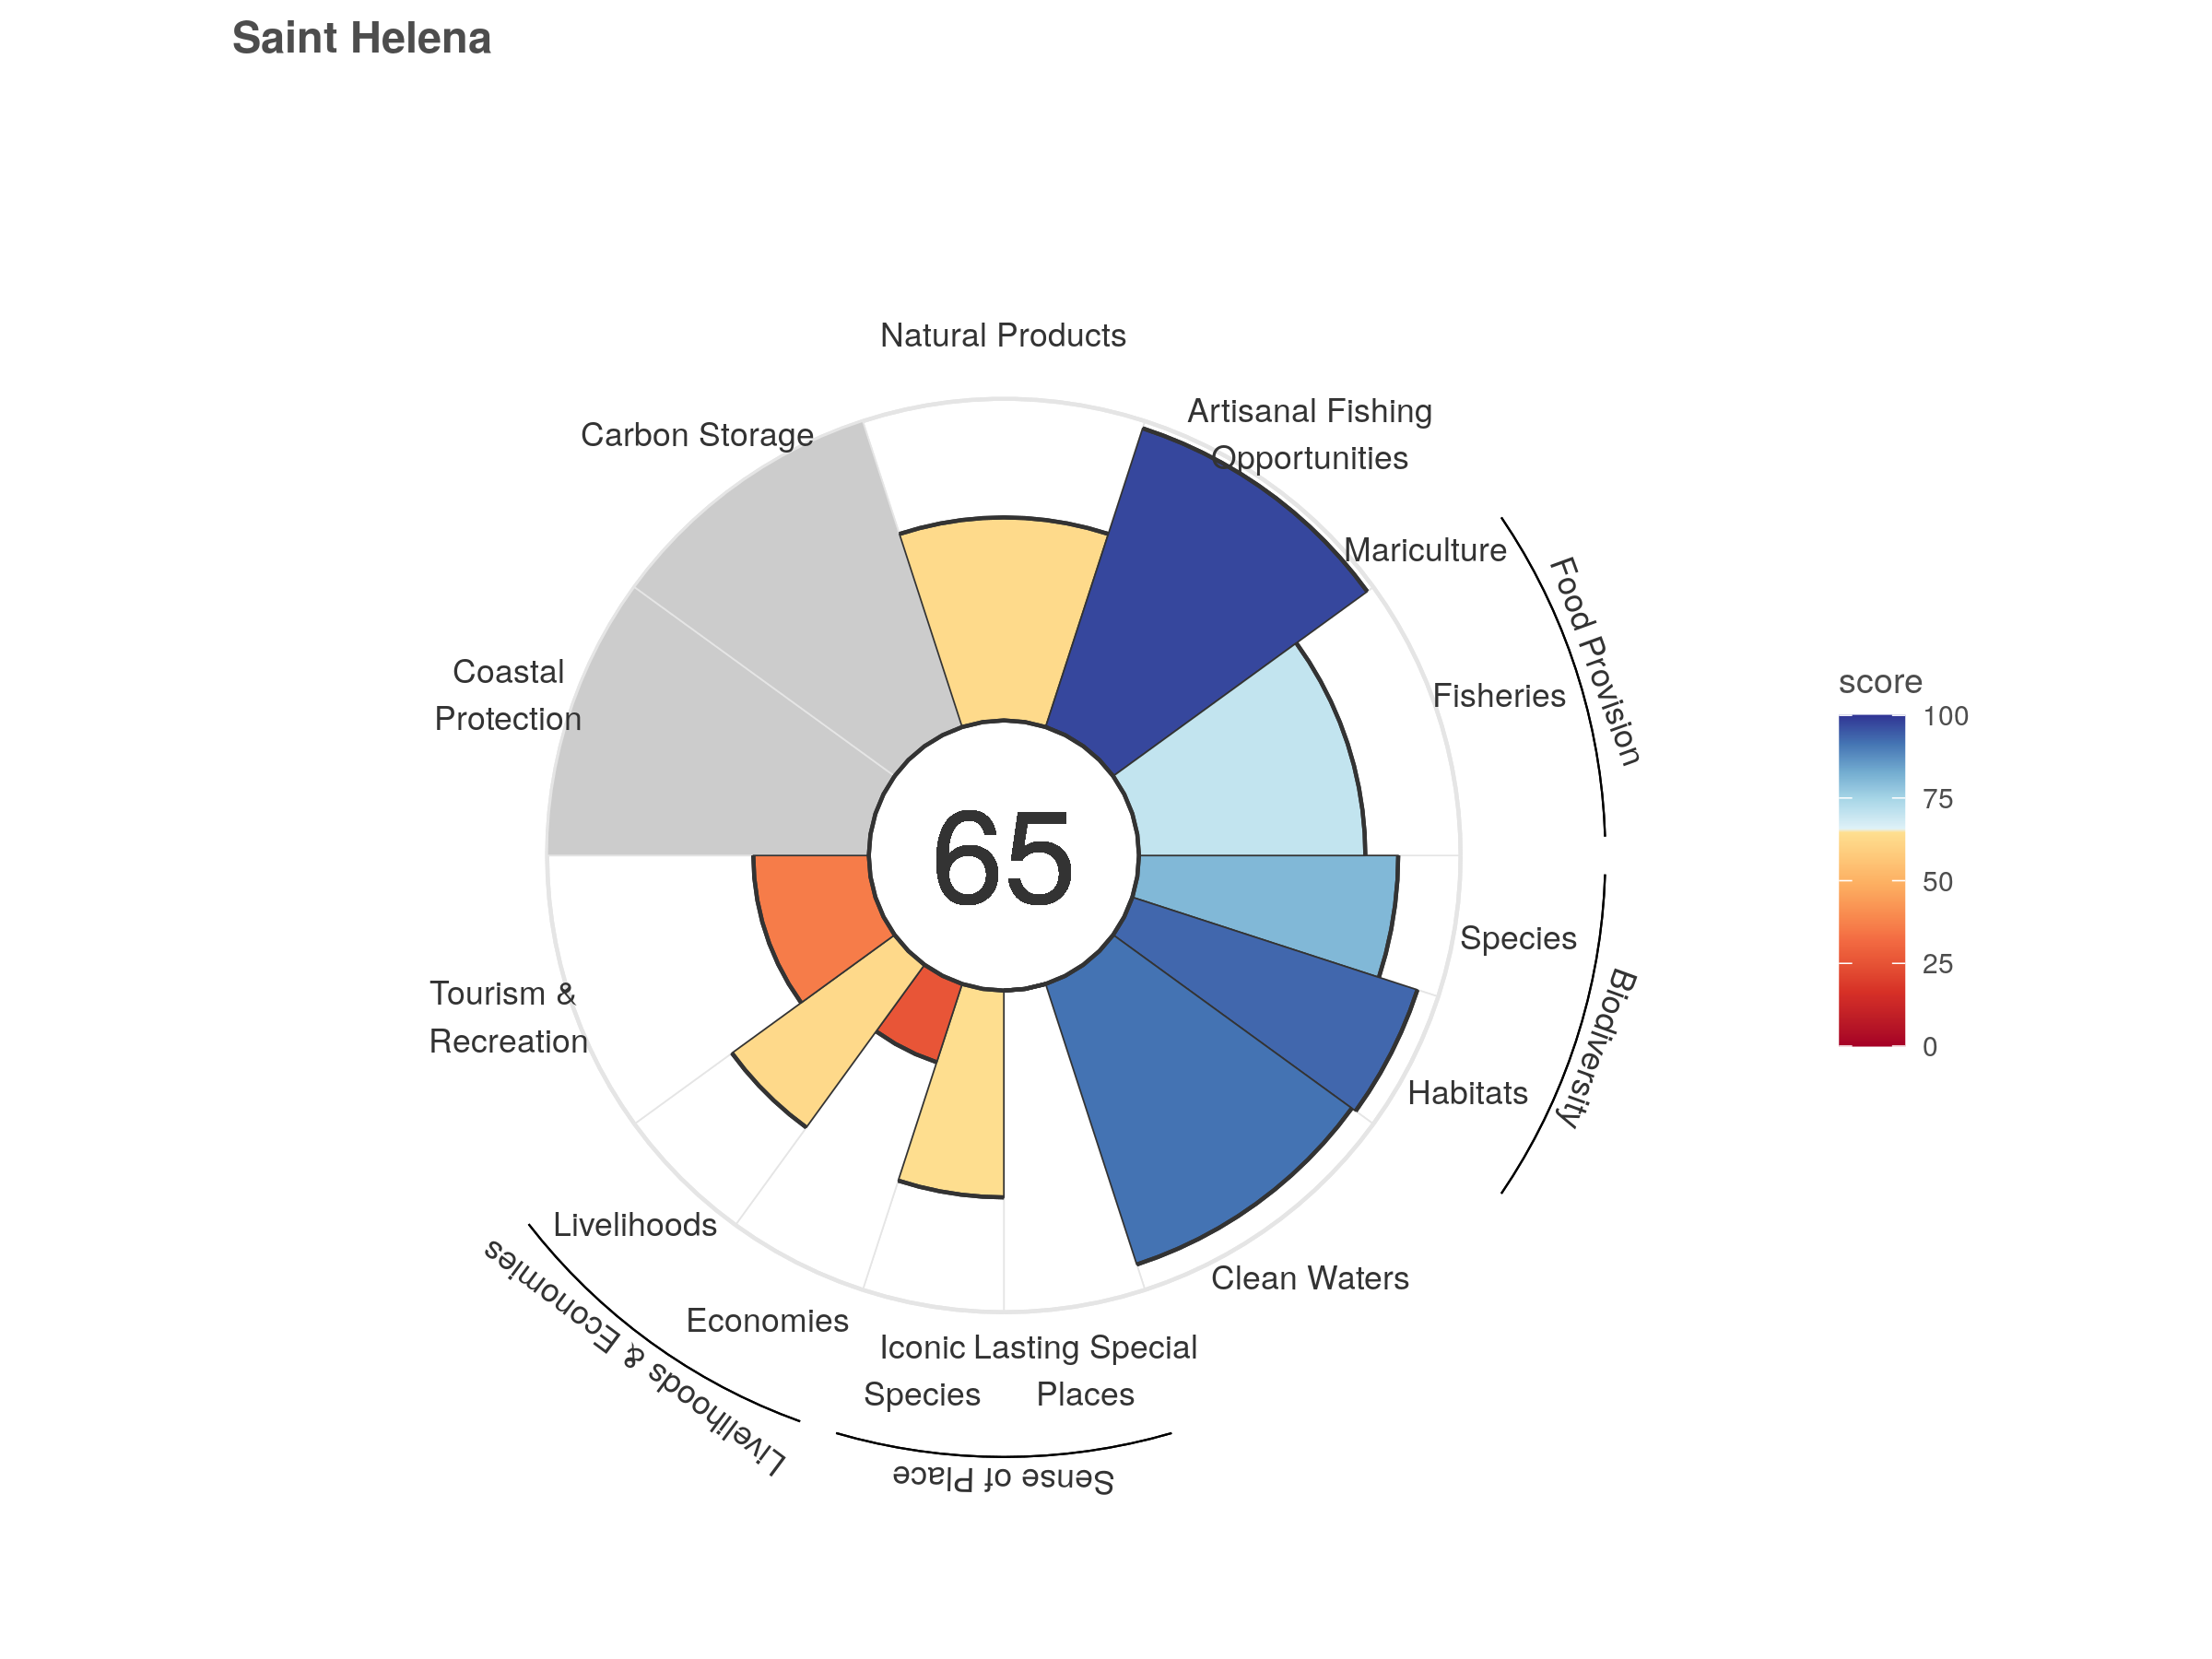 Saint Helena
Natural Products
Artisanal Fishing
Opportunities
Carbon Storage
Mariculture
Food Provision
Fisheries
Coastal
Protection
score
100
75
50
25
0
65
Species
Biodiversity
Tourism &
Recreation
Habitats
Livelihoods
Clean Waters
Livelihoods & Economies
Economies
Iconic
Species
Lasting Special
Places
Sense of Place